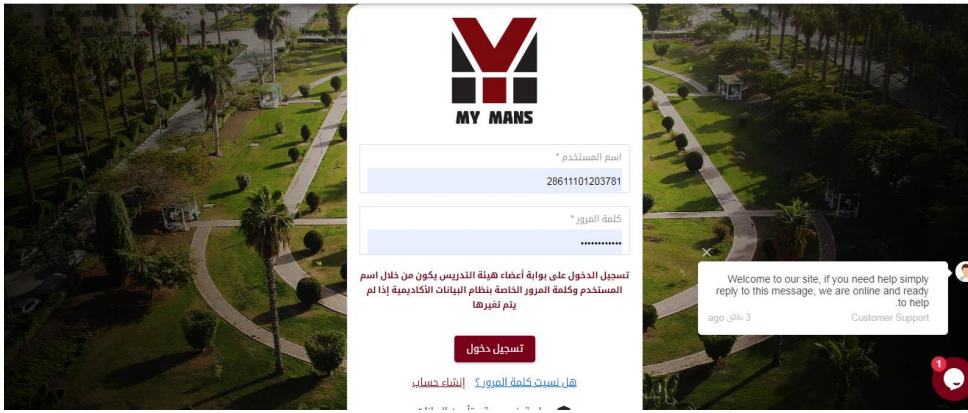 MY MANS
اسم المستخدم *
28611101203781
كلمة المرور *
••••••••••••
تسجيل الدخول على بوابة أعضاء هيئة التدريس يكون من خلال اسم
المستخدم وكلمة المرور الخاصة بنظام البيانات الأكاديمية إذا لم
يتم تغيرها
تسجيل دخول
هل نسيت كلمة المرور ؟ إنشاء حساب
Welcome to our site, if you need help simply
reply to this message, we are online and ready
.to help
Customer Support
3 دقائق ago
1